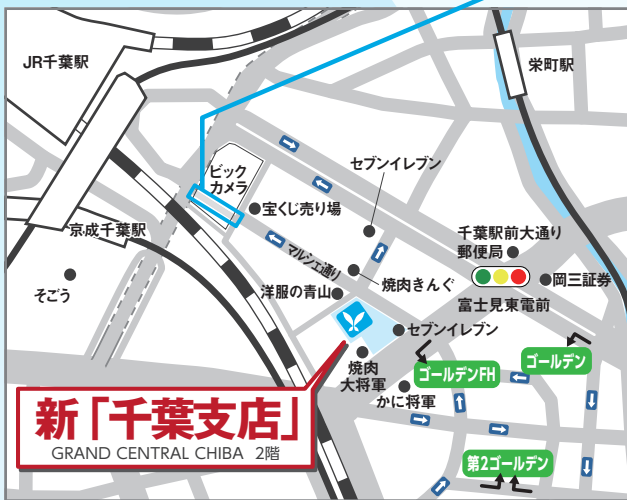 JR千葉駅
栄町駅
セブンイレブン
ビック
カメラ
宝くじ売り場
千葉駅前大通り
郵便局
京成千葉駅
マルシェ通り
焼肉きんぐ
岡三証券
そごう
洋服の青山
富士見東電前
セブンイレブン
焼肉
大将軍
ゴールデンFH
ゴールデン
かに将軍
新「千葉支店」
GRAND CENTRAL CHIBA 2階
第2ゴールデン